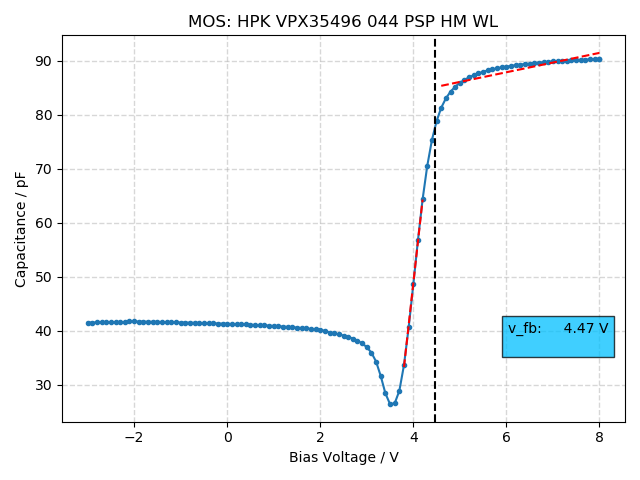 MOS: HPK VPX35496 044 PSP HM WL
Capacitance / pF
90
80
70
60
50
40
30
v_fb: 4.47 V
−2 0 2 4 6 8
Bias Voltage / V